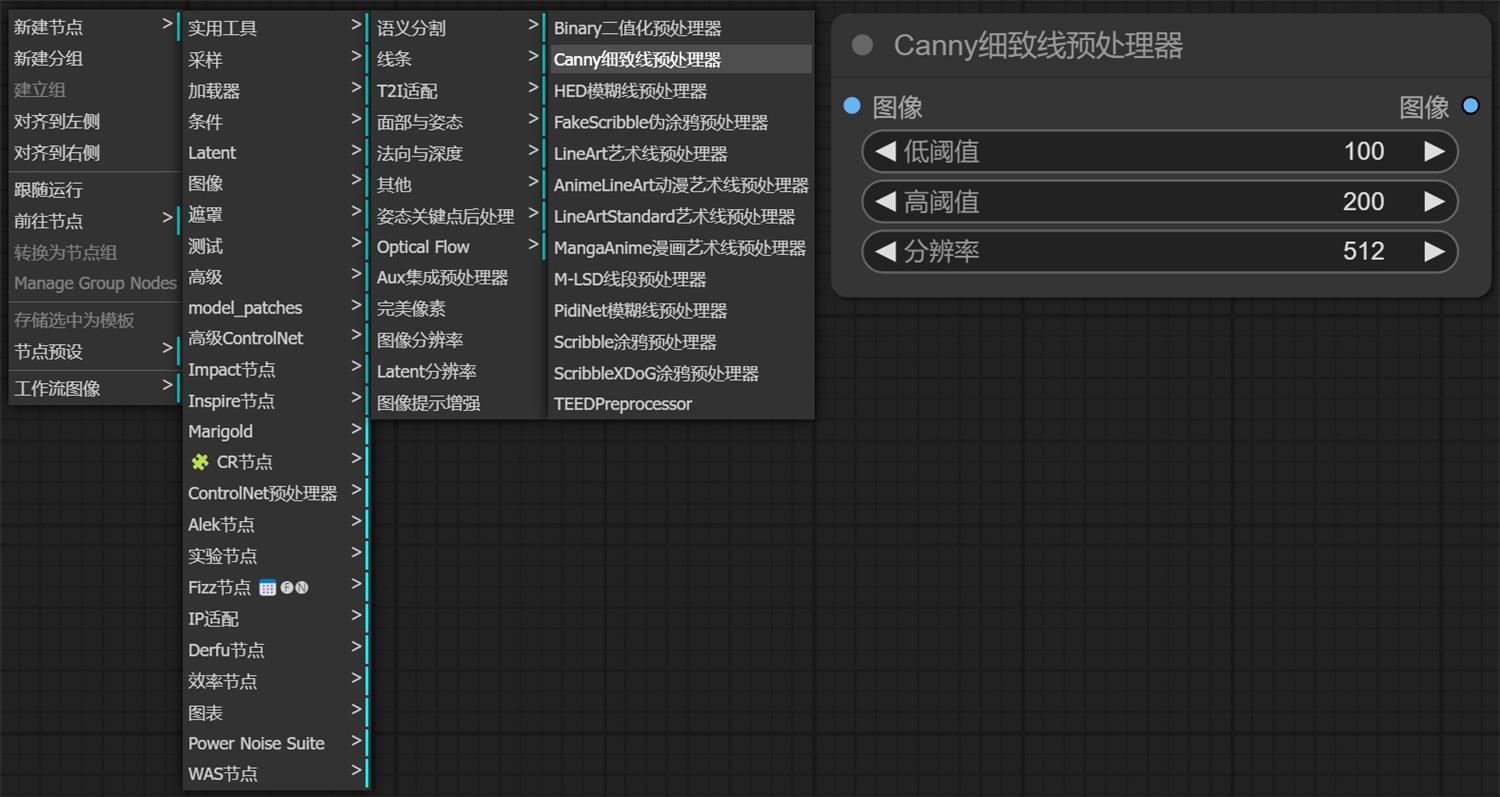 新建节点 >
新建分组
建立组
对齐到左侧
对齐到右侧
跟随运行
前往节点 >
转换为节点组
Manage Group Nodes
存储选中为模板
节点预设 >
工作流图像 >
实用工具 >
采样 >
加载器 >
条件 >
Latent >
图像 >
遮罩 >
测试 >
高级 >
model_patches >
高级ControlNet >
Impact节点 >
Inspire节点 >
Marigold >
🧩 CR节点 >
ControlNet预处理器 >
Alek节点 >
实验节点 >
Fizz节点 📅🅕🅝 >
IP适配 >
Derfu节点 >
效率节点 >
图表 >
Power Noise Suite >
WAS节点 >
语义分割 >
线条 >
T2I适配 >
面部与姿态 >
法向与深度 >
其他 >
姿态关键点后处理 >
Optical Flow >
Aux集成预处理器
完美像素
图像分辨率
Latent分辨率
图像提示增强
Binary二值化预处理器
Canny细致线预处理器
HED模糊线预处理器
FakeScribble伪涂鸦预处理器
LineArt艺术线预处理器
AnimeLineArt动漫艺术线预处理器
LineArtStandard艺术线预处理器
MangaAnime漫画艺术线预处理器
M-LSD线段预处理器
PidiNet模糊线预处理器
Scribble涂鸦预处理器
ScribbleXDoG涂鸦预处理器
TEEDPreprocessor
Canny细致线预处理器
图像 图像
低阈值 100
高阈值 200
分辨率 512